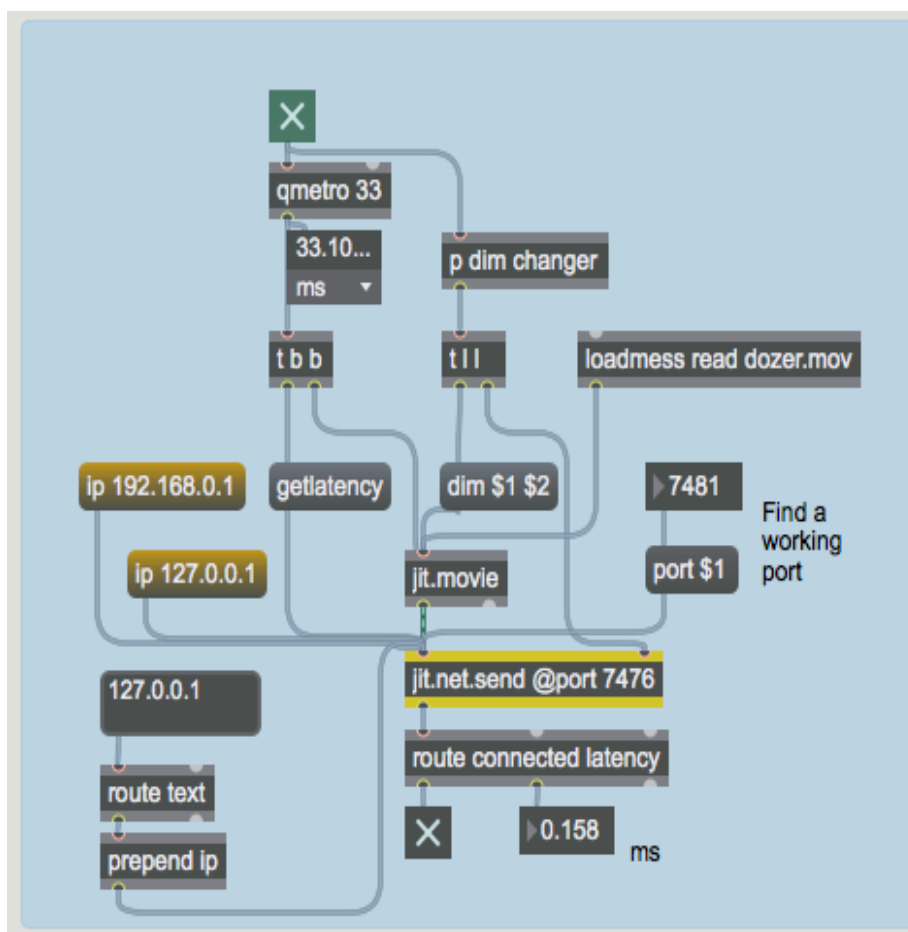 qmetro 33
33.10...
ms
p dim changer
t b b
t l l
loadmess read dozer.mov
ip 192.168.0.1
getlatency
dim $1 $2
7481
Find a
working
port
ip 127.0.0.1
jit.movie
port $1
jit.net.send @port 7476
127.0.0.1
route connected latency
route text
0.158
ms
prepend ip